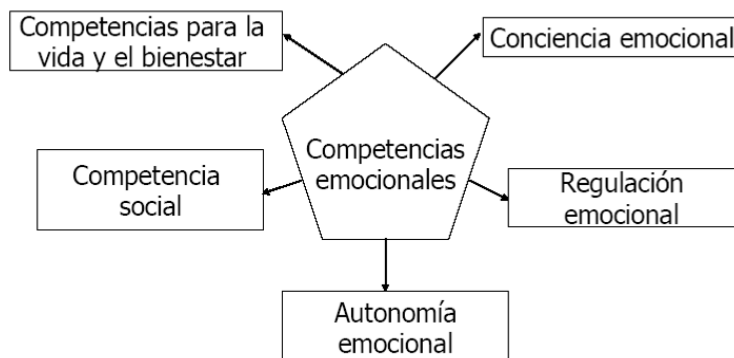 Competencias para la
vida y el bienestar
Conciencia emocional
Competencias
emocionales
Competencia
social
Regulación
emocional
Autonomía
emocional